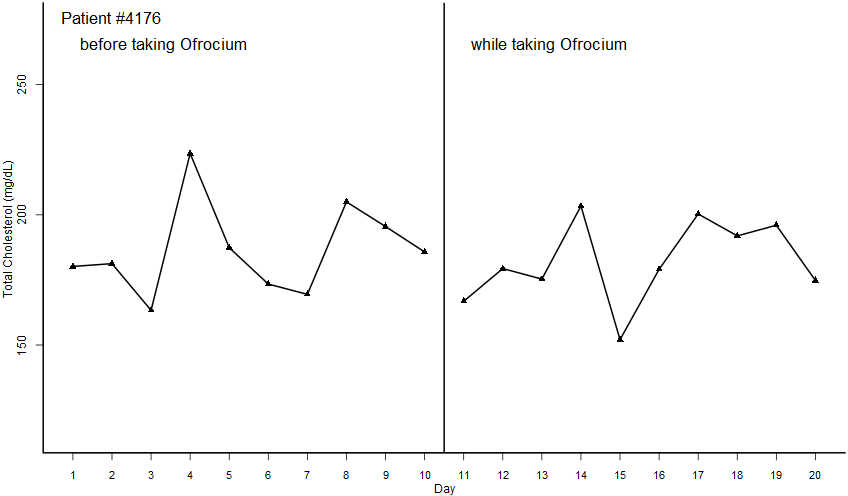 Patient #4176
before taking Ofrocium
while taking Ofrocium
Total Cholesterol (mg/dL)
250
200
150
1 2 3 4 5 6 7 8 9 10 11 12 13 14 15 16 17 18 19 20
Day